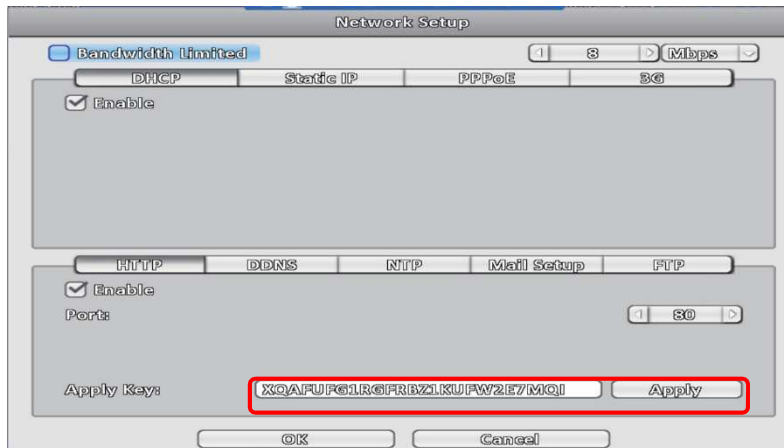 Network Setup
Bandwidth Limited 8 Mbps
DHCP Static IP PPPoE 3G
Enable
HTTP DDNS NTP Mail Setup FTP
Enable
Port: 80
Apply Key: XQAFUFG1RGFRBZ1KUFW2E7MQI Apply
OK Cancel